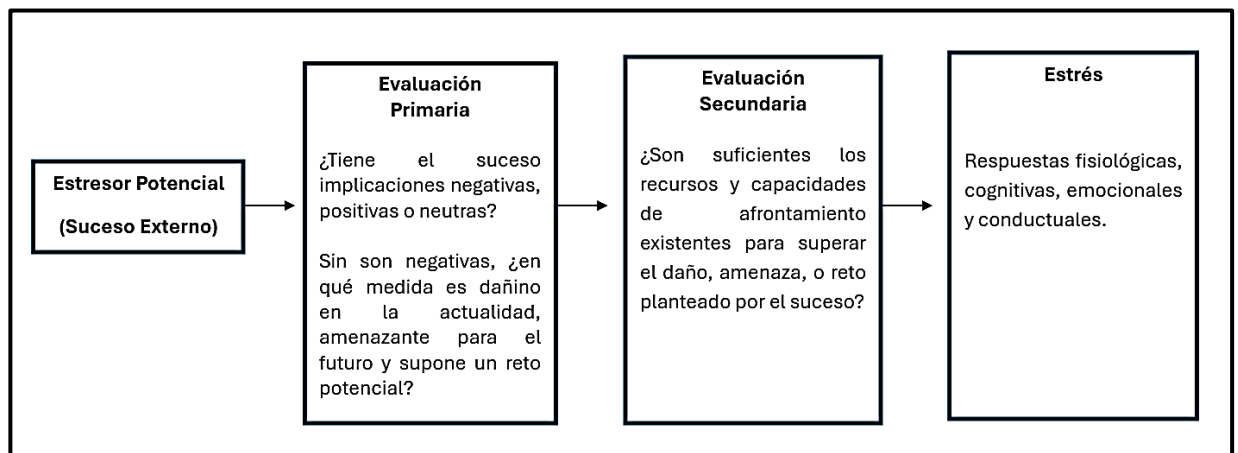 Estresor Potencial
(Suceso Externo)
Evaluación
Primaria
¿Tiene el suceso
implicaciones negativas,
positivas o neutras?
Sin son negativas, ¿en
qué medida es dañino
en la actualidad,
amenazante para el
futuro y supone un reto
potencial?
Evaluación
Secundaria
¿Son suficientes los
recursos y capacidades
de afrontamiento
existentes para superar
el daño, amenaza, o reto
planteado por el suceso?
Estrés
Respuestas fisiológicas,
cognitivas, emocionales
y conductuales.